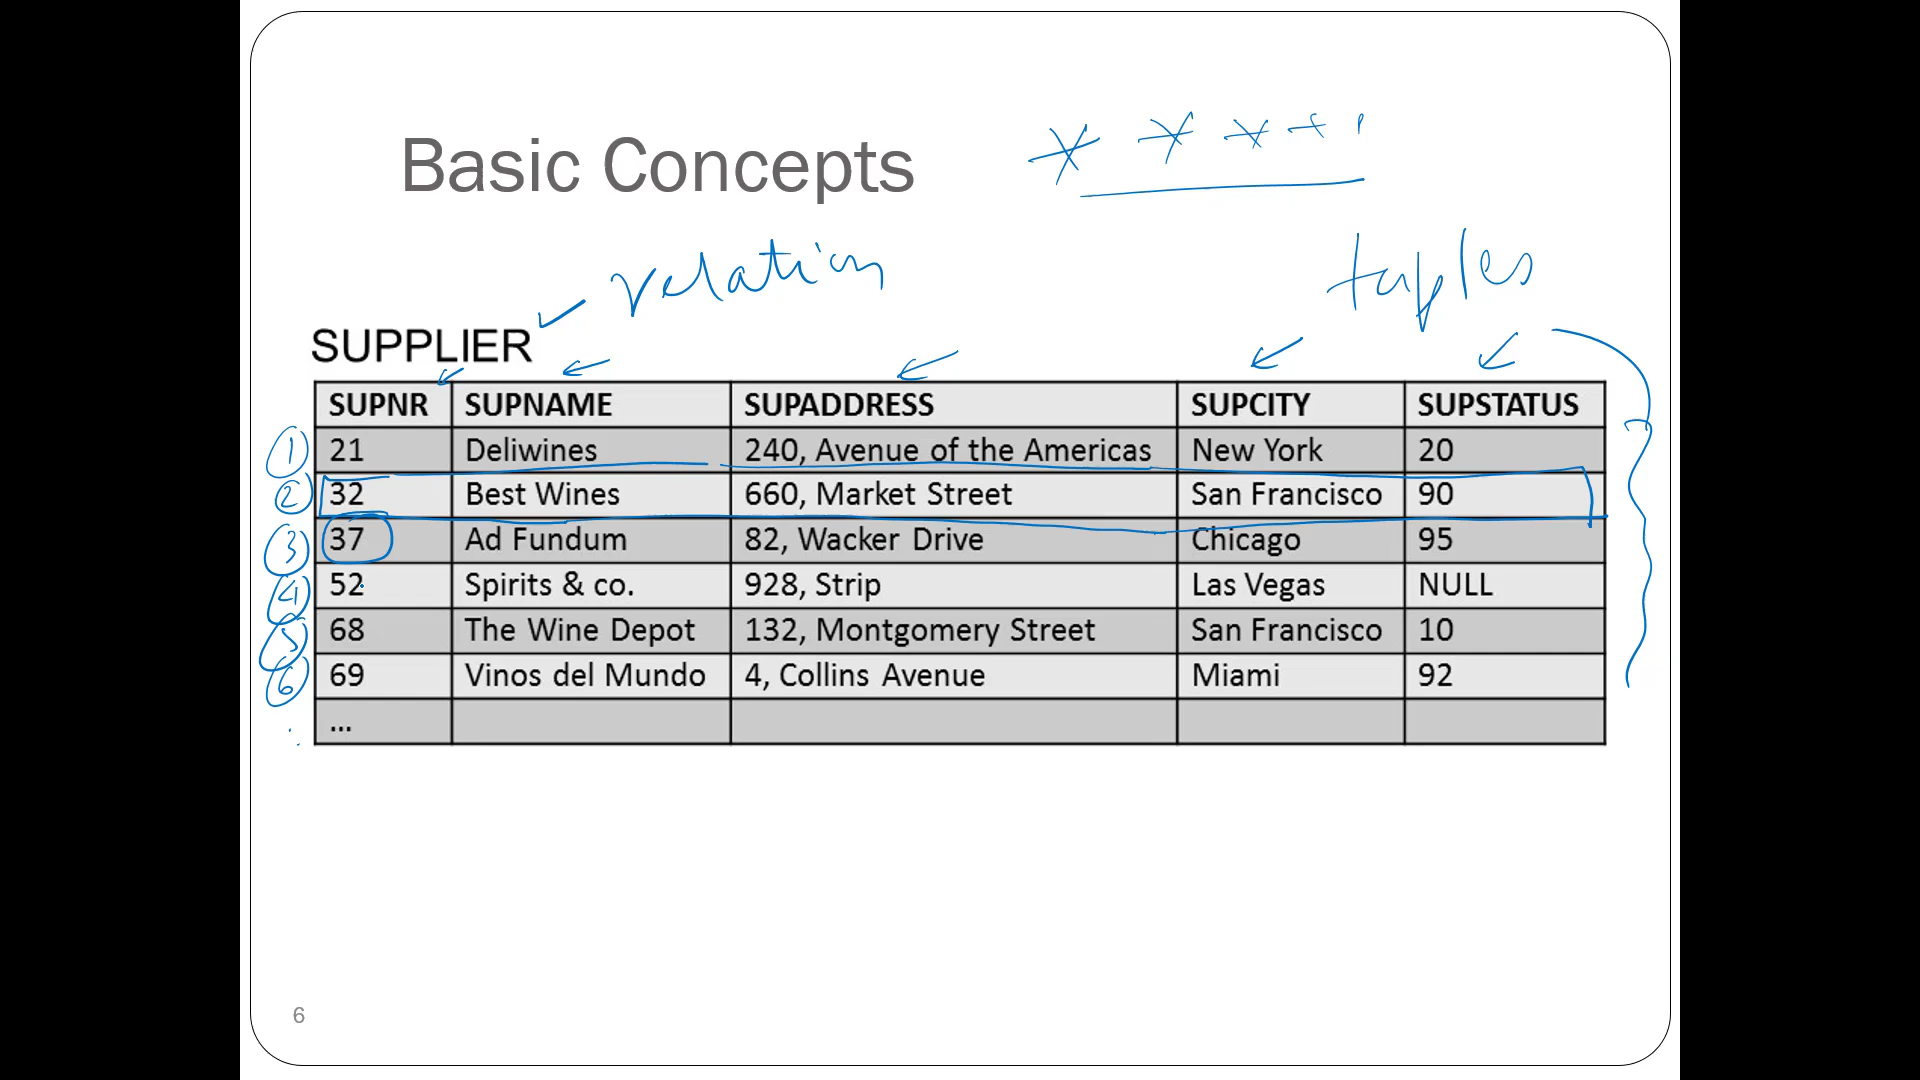 Basic Concepts
* * * + 
relation
tuples
SUPPLIER
SUPNR SUPNAME SUPADDRESS SUPCITY SUPSTATUS
1 21 Deliwines 240, Avenue of the Americas New York 20
2 32 Best Wines 660, Market Street San Francisco 90
3 37 Ad Fundum 82, Wacker Drive Chicago 95
4 52 Spirits & co. 928, Strip Las Vegas NULL
5 68 The Wine Depot 132, Montgomery Street San Francisco 10
6 69 Vinos del Mundo 4, Collins Avenue Miami 92
...
6